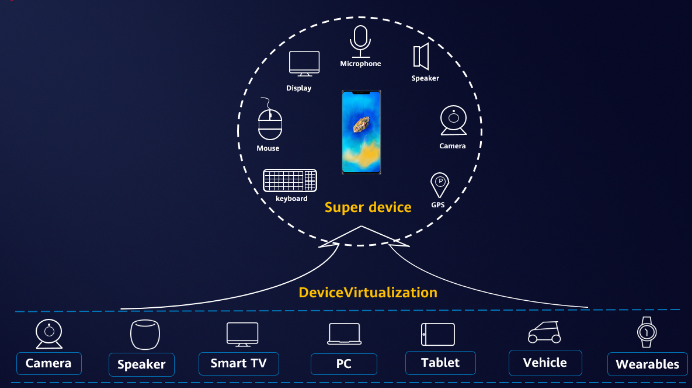 Microphone
Speaker
Display
Mouse
Camera
keyboard
GPS
Super device
DeviceVirtualization
Camera
Speaker
Smart TV
PC
Tablet
Vehicle
Wearables